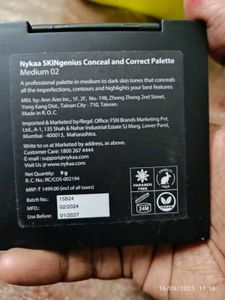 Nykaa SKINgenius Conceal and Correct Palette
Medium 02
A professional palette in medium to dark skin tones that conceals
all the imperfections, contours and highlights beautifully.
Mfd. by: Ann Ann Inc., 1F, 2F, No.-198, Zhong Zheng 2nd Street,
Yong Kang Dist., Tainan City - 710, Taiwan
Made in R. O. C.
Imported & Marketed by/Regd. Office: FSN Brands Marketing Pvt.
Ltd., A-1, 135 Shah & Nahar Industrial Estate SJ Marg, Lower Parel,
Mumbai - 400013, Maharashtra.
Customer Care: 1800 267 4444
E-mail : support@nykaa.com
Visit us at www.nykaa.com
Write to Marketed by address, as above.
Net Quantity: 9 g
R. C. No.: RC/COS-002194
MRP: ₹ 1499.00 (incl of all taxes)
Batch No.: 15B24
MFD.: 02/2024
Use Before: 01/2027
PARABEN
FREE
24M
16/09/2025 11:16